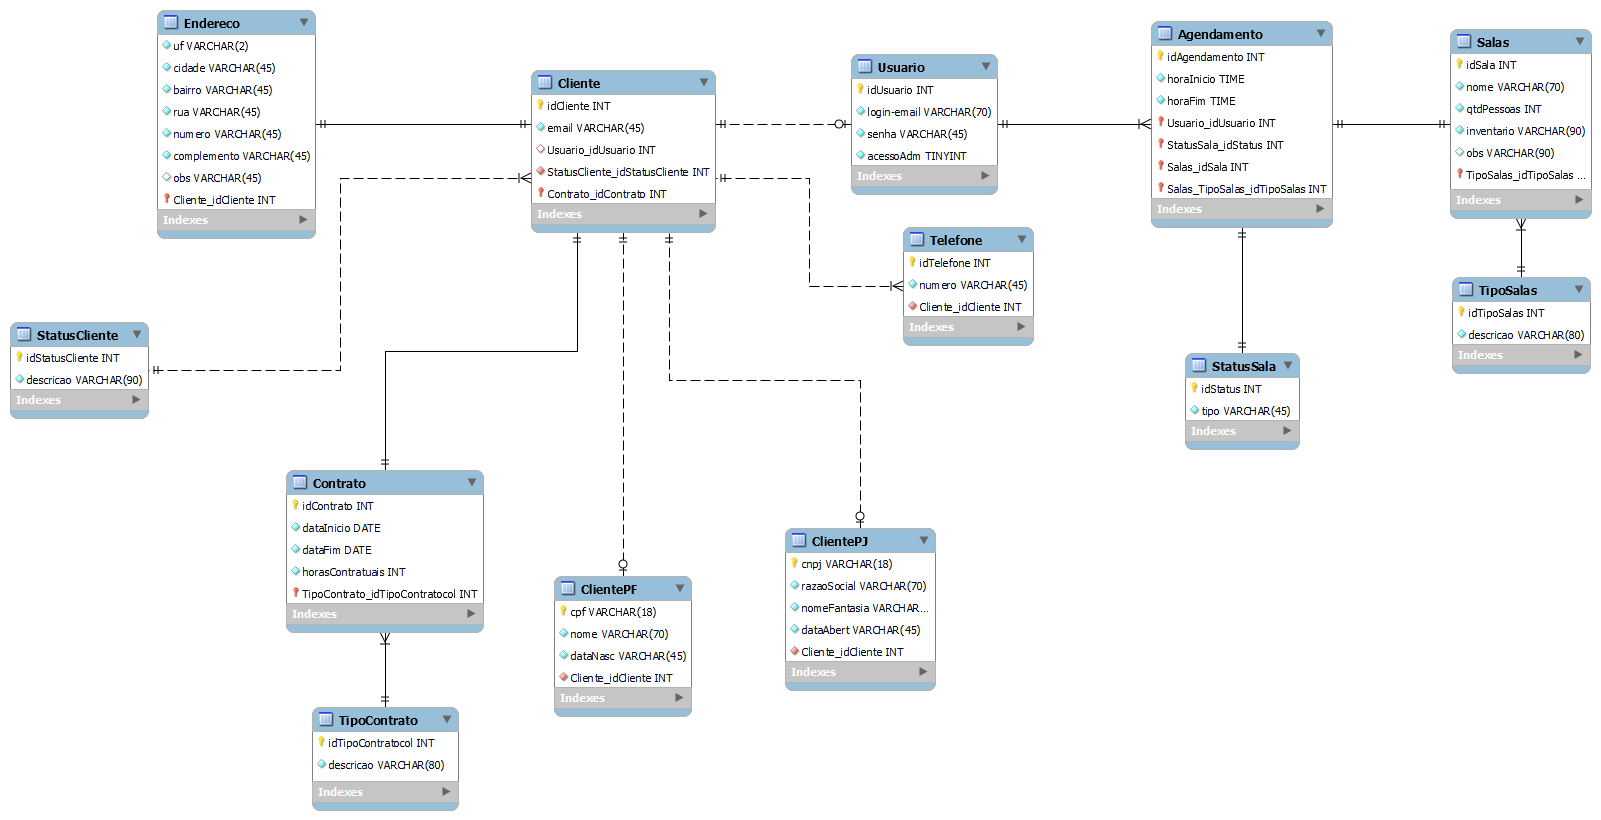 Endereco
uf VARCHAR(2)
cidade VARCHAR(45)
bairro VARCHAR(45)
rua VARCHAR(45)
numero VARCHAR(45)
complemento VARCHAR(45)
obs VARCHAR(45)
Cliente_idCliente INT
Indexes
Cliente
idCliente INT
email VARCHAR(45)
Usuario_idUsuario INT
StatusCliente_idStatusCliente INT
Contrato_idContrato INT
Indexes
Usuario
idUsuario INT
login-email VARCHAR(70)
senha VARCHAR(45)
acessoAdm TINYINT
Indexes
Agendamento
idAgendamento INT
horaInicio TIME
horaFim TIME
Usuario_idUsuario INT
StatusSala_idStatus INT
Salas_idSala INT
Salas_TipoSalas_idTipoSalas INT
Indexes
Salas
idSala INT
nome VARCHAR(70)
qtdPessoas INT
inventario VARCHAR(90)
obs VARCHAR(90)
TipoSalas_idTipoSalas ...
Indexes
Telefone
idTelefone INT
numero VARCHAR(45)
Cliente_idCliente INT
Indexes
TipoSalas
idTipoSalas INT
descricao VARCHAR(80)
Indexes
StatusCliente
idStatusCliente INT
descricao VARCHAR(90)
Indexes
StatusSala
idStatus INT
tipo VARCHAR(45)
Indexes
Contrato
idContrato INT
dataInicio DATE
dataFim DATE
horasContratuais INT
TipoContrato_idTipoContratocol INT
Indexes
ClientePF
cpf VARCHAR(18)
nome VARCHAR(70)
dataNasc VARCHAR(45)
Cliente_idCliente INT
Indexes
ClientePJ
cnpj VARCHAR(18)
razaoSocial VARCHAR(70)
nomeFantasia VARCHAR...
dataAbert VARCHAR(45)
Cliente_idCliente INT
Indexes
TipoContrato
idTipoContratocol INT
descricao VARCHAR(80)
Indexes